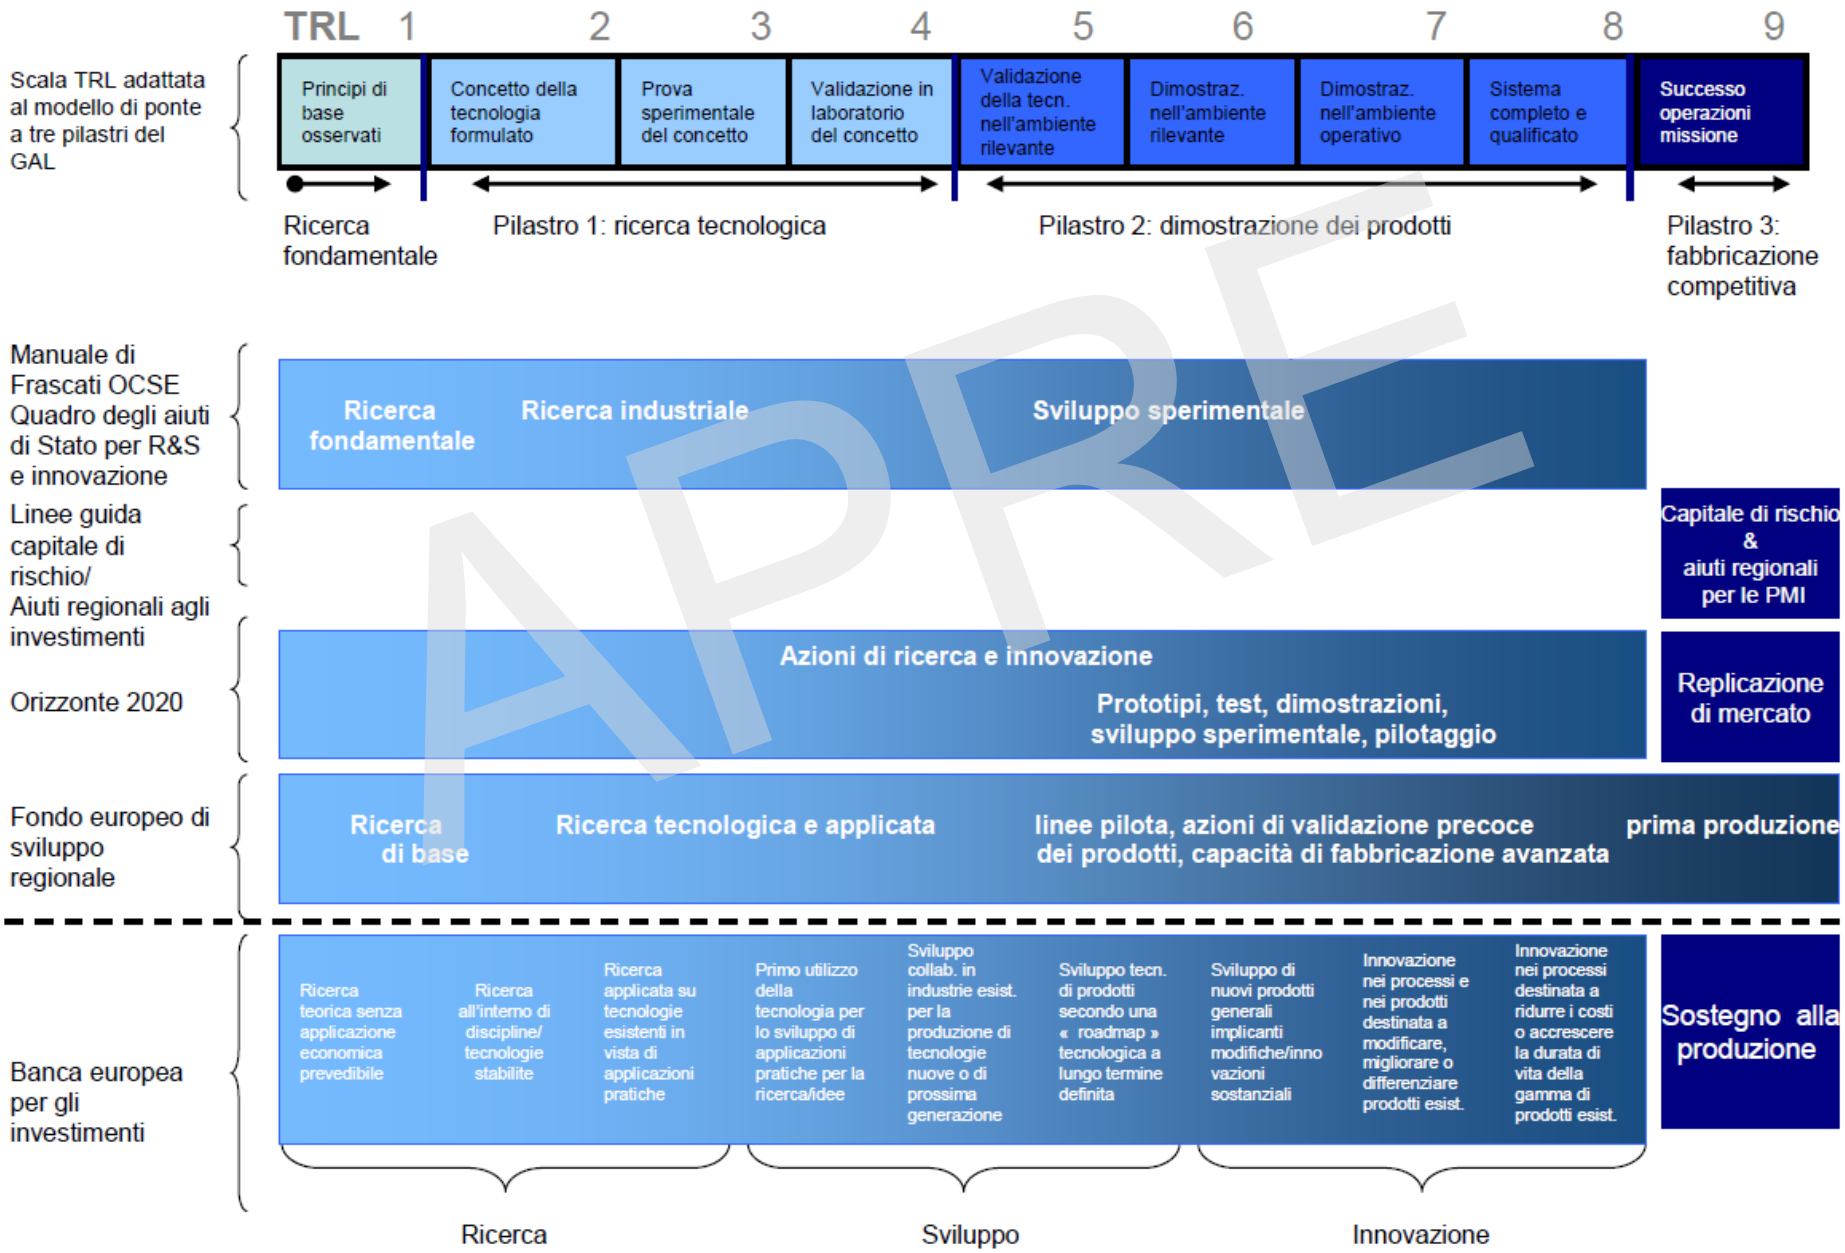 TRL 1 2 3 4 5 6 7 8 9
Scala TRL adattata
al modello di ponte
a tre pilastri del
GAL
Principi di
base
osservati
Concetto della
tecnologia
formulato
Prova
sperimentale
del concetto
Validazione in
laboratorio
del concetto
Validazione
della tecn.
nell'ambiente
rilevante
Dimostraz.
nell'ambiente
rilevante
Dimostraz.
nell'ambiente
operativo
Sistema
completo e
qualificato
Successo
operazioni
missione
Ricerca
fondamentale
Pilastro 1: ricerca tecnologica
Pilastro 2: dimostrazione dei prodotti
Pilastro 3:
fabbricazione
competitiva
Manuale di
Frascati OCSE
Quadro degli aiuti
di Stato per R&S
e innovazione
Ricerca
fondamentale
Ricerca industriale
Sviluppo sperimentale
Linee guida
capitale di
rischio/
Aiuti regionali agli
investimenti
Capitale di rischio
&
aiuti regionali
per le PMI
Orizzonte 2020
Azioni di ricerca e innovazione
Prototipi, test, dimostrazioni,
sviluppo sperimentale, pilotaggio
Replicazione
di mercato
Fondo europeo di
sviluppo
regionale
Ricerca
di base
Ricerca tecnologica e applicata
linee pilota, azioni di validazione precoce
dei prodotti, capacità di fabbricazione avanzata
prima produzione
Banca europea
per gli
investimenti
Ricerca
teorica senza
applicazione
economica
prevedibile
Ricerca
all'interno di
discipline/
tecnologie
stabilite
Ricerca
applicata su
tecnologie
esistenti in
vista di
applicazioni
pratiche
Primo utilizzo
della
tecnologia per
lo sviluppo di
applicazioni
pratiche per la
ricerca/idee
Sviluppo
collab. in
industrie esist.
per la
produzione di
tecnologie
nuove o di
prossima
generazione
Sviluppo tecn.
di prodotti
secondo una
« roadmap »
tecnologica a
lungo termine
definita
Sviluppo di
nuovi prodotti
generali
implicanti
modifiche/inno
vazioni
sostanziali
Innovazione
nei processi e
nei prodotti
destinata a
modificare,
migliorare o
differenziare
prodotti esist.
Innovazione
nei processi
destinata a
ridurre i costi
o accrescere
la durata di
vita della
gamma di
prodotti esist.
Sostegno alla
produzione
Ricerca
Sviluppo
Innovazione
APRE